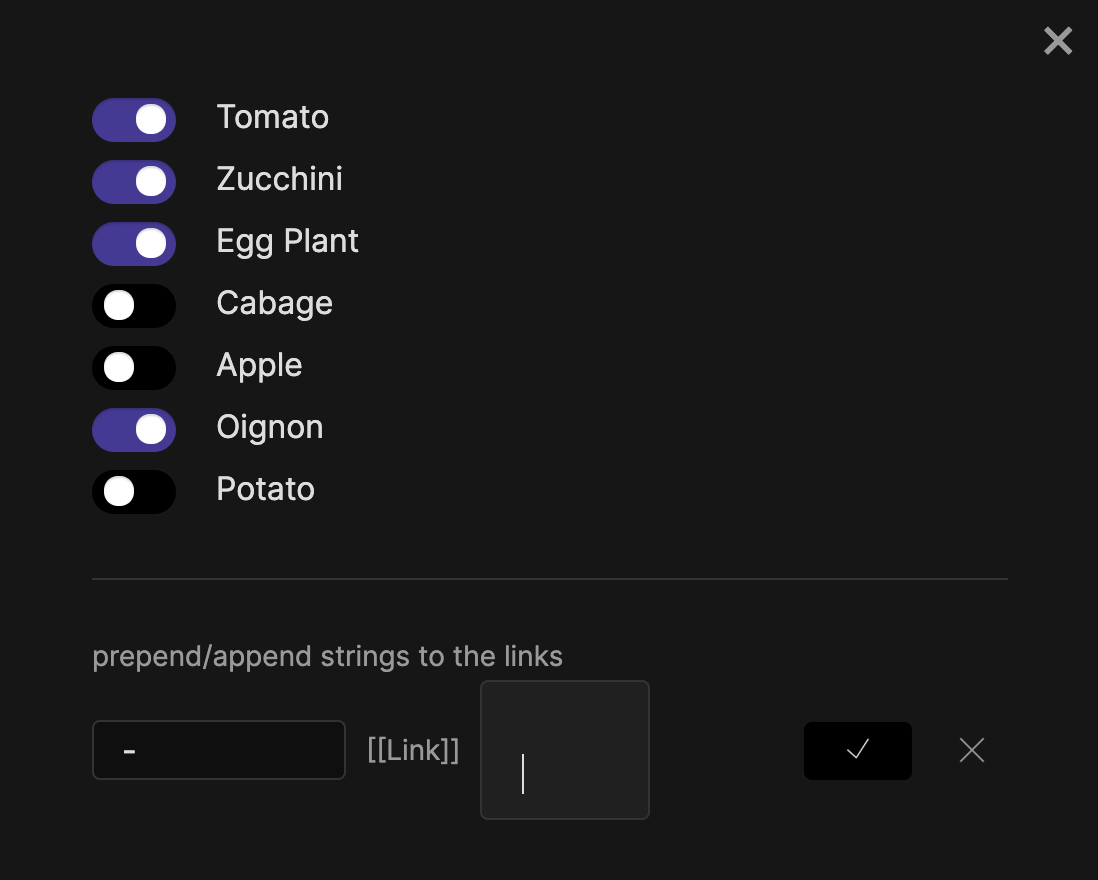 Tomato
Zucchini
Egg Plant
Cabage
Apple
Oignon
Potato
prepend/append strings to the links
- [[Link]]